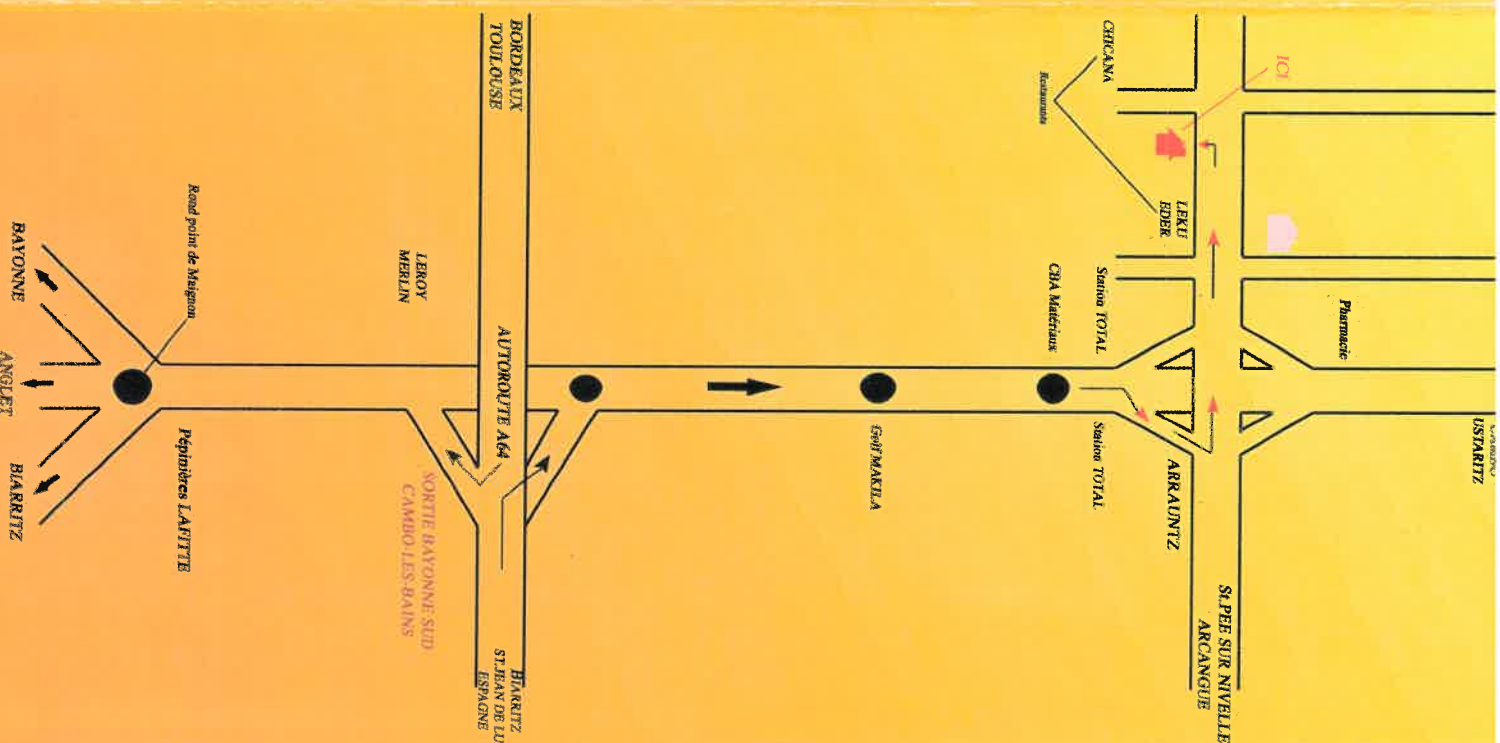 USTARITZ
Pharmacie
ICI
St.PEE SUR NIVELLE
ARCANGUE
LEKU
EDER
ARRAUNTZ
CHICANÁ
Station TOTAL
Station TOTAL
CBA Matériaux
Restaurants
Golf MAKILA
BORDEAUX
TOULOUSE
AUTOROUTE A64
BIARRITZ
ST.JEAN DE LU
ESPAGNE
LEROY
MERLIN
SORTIE BAYONNE SUD
CAMBO-LES-BAINS
Rond point de Maignon
Pépinières LAFITTE
BAYONNE
ANGLET
BIARRITZ